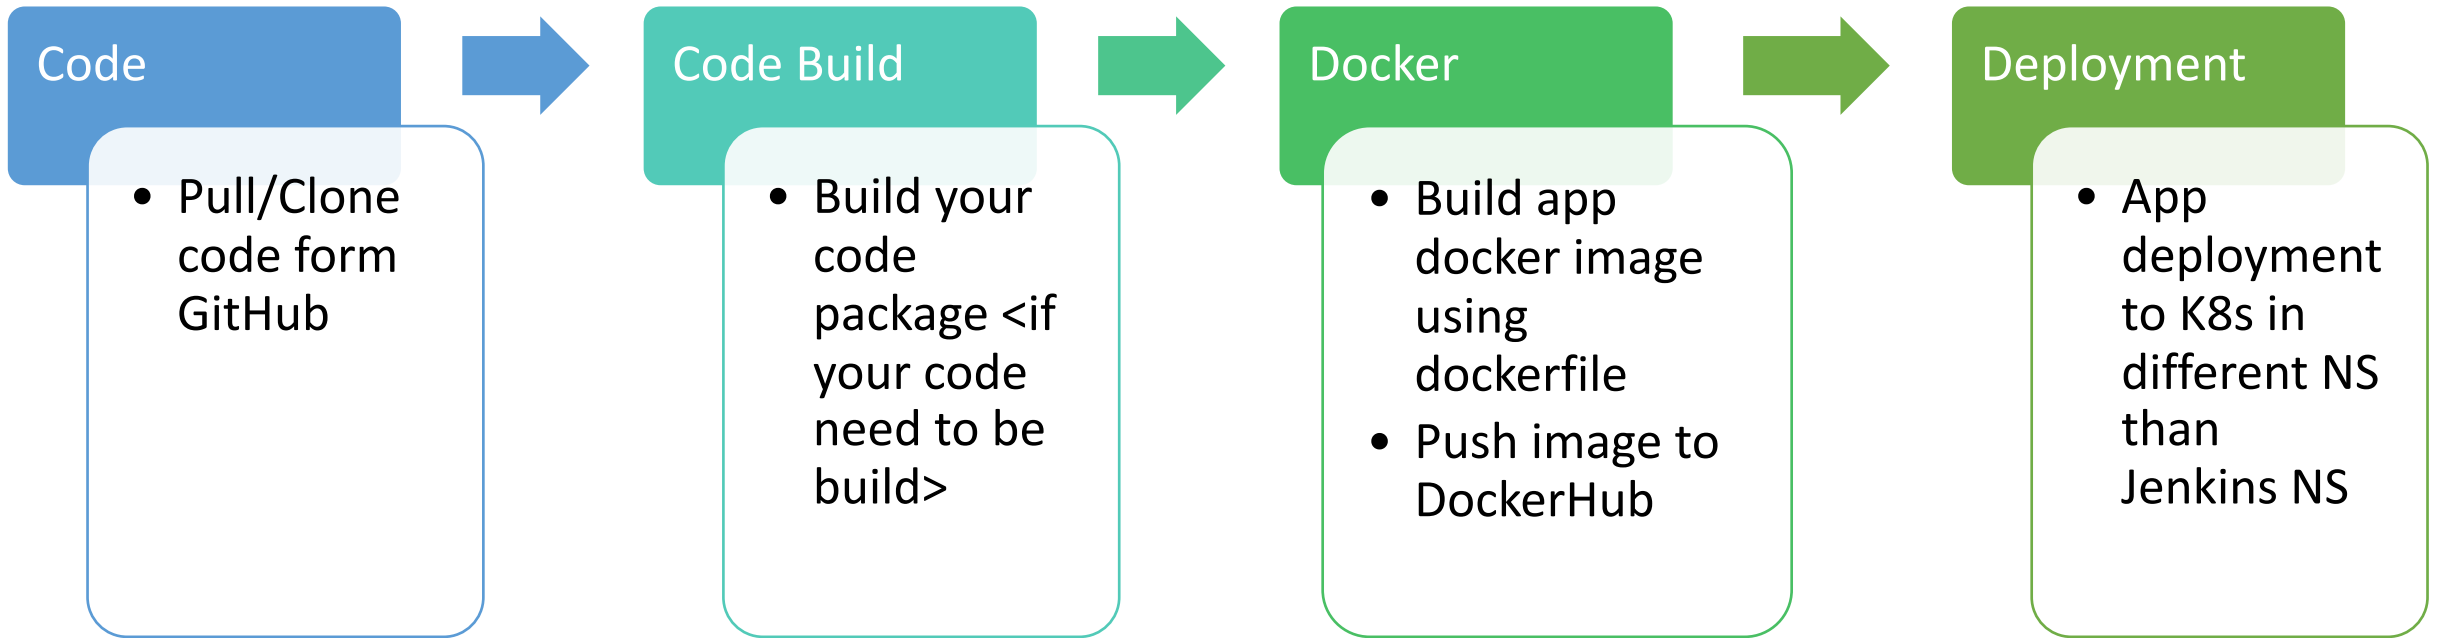 Code
• Pull/Clone
code form
GitHub
Code Build
• Build your
code
package <if
your code
need to be
build>
Docker
• Build app
docker image
using
dockerfile
• Push image to
DockerHub
Deployment
• App
deployment
to K8s in
different NS
than
Jenkins NS